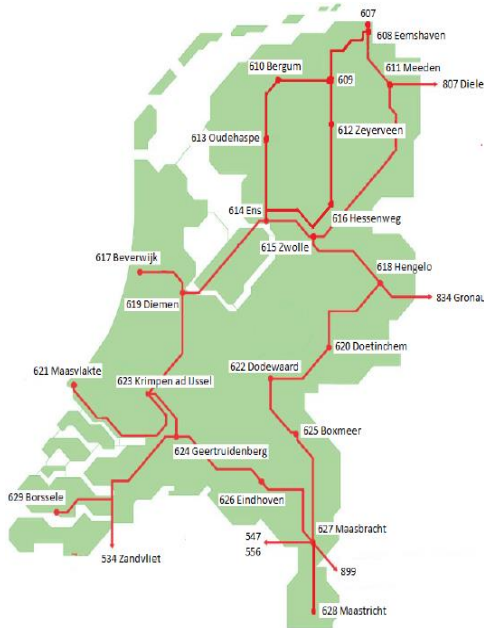 607
608 Eemshaven
610 Bergum
609
611 Meeden
807 Diele
612 Zeyerveen
613 Oudehaspe
614 Ens
616 Hessenweg
615 Zwolle
617 Beverwijk
618 Hengelo
619 Diemen
834 Gronau
620 Doetinchem
621 Maasvlakte
622 Dodewaard
623 Krimpen ad IJssel
625 Boxmeer
624 Geertruidenberg
629 Borssele
626 Eindhoven
627 Maasbracht
547
556
534 Zandvliet
899
628 Maastricht